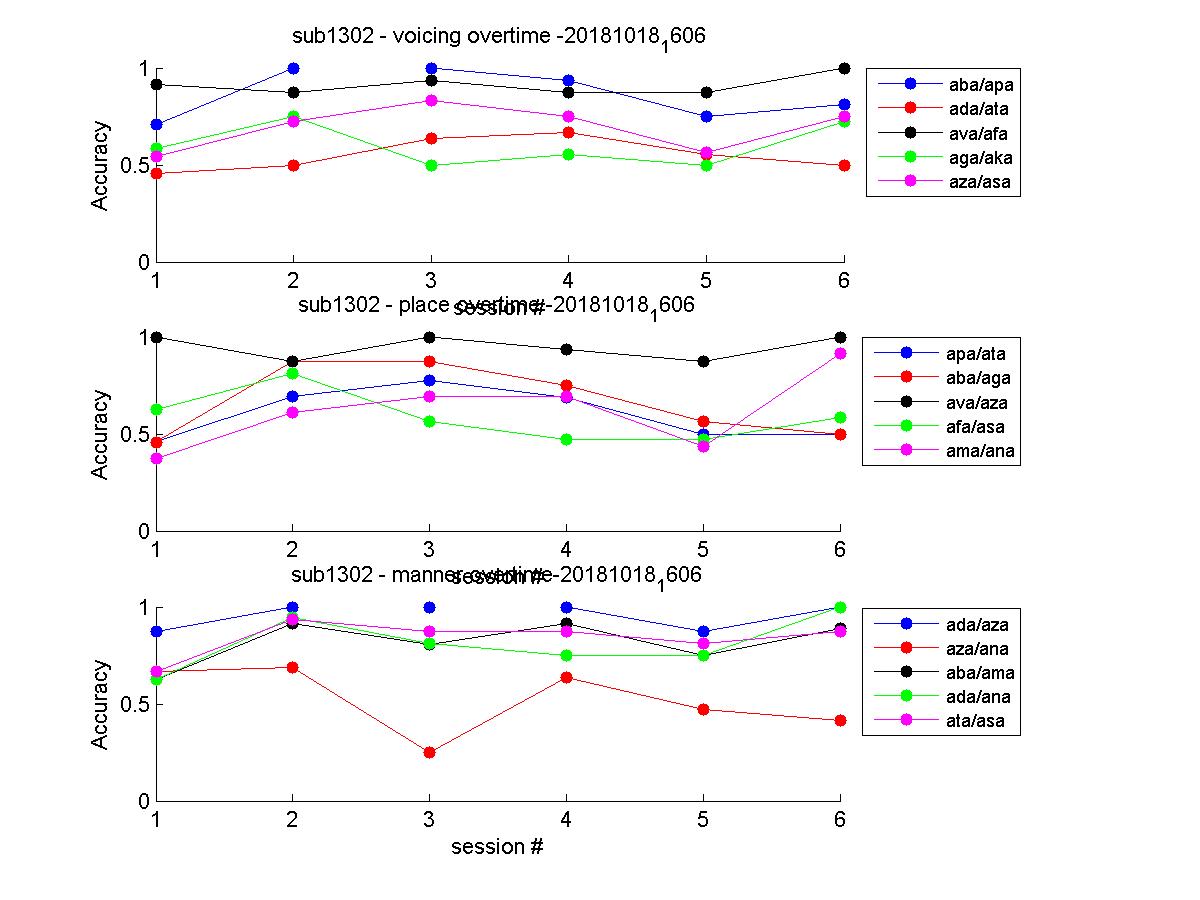 sub1302 - voicing overtime -20181018₁606
1
0.5
0
Accuracy
1 2 3 4 5 6
session #
aba/apa
ada/ata
ava/afa
aga/aka
aza/asa
sub1302 - place overtime -20181018₁606
1
0.5
0
Accuracy
1 2 3 4 5 6
session #
apa/ata
aba/aga
ava/aza
afa/asa
ama/ana
sub1302 - manner overtime-20181018₁606
1
0.5
0
Accuracy
1 2 3 4 5 6
session #
ada/aza
aza/ana
aba/ama
ada/ana
ata/asa